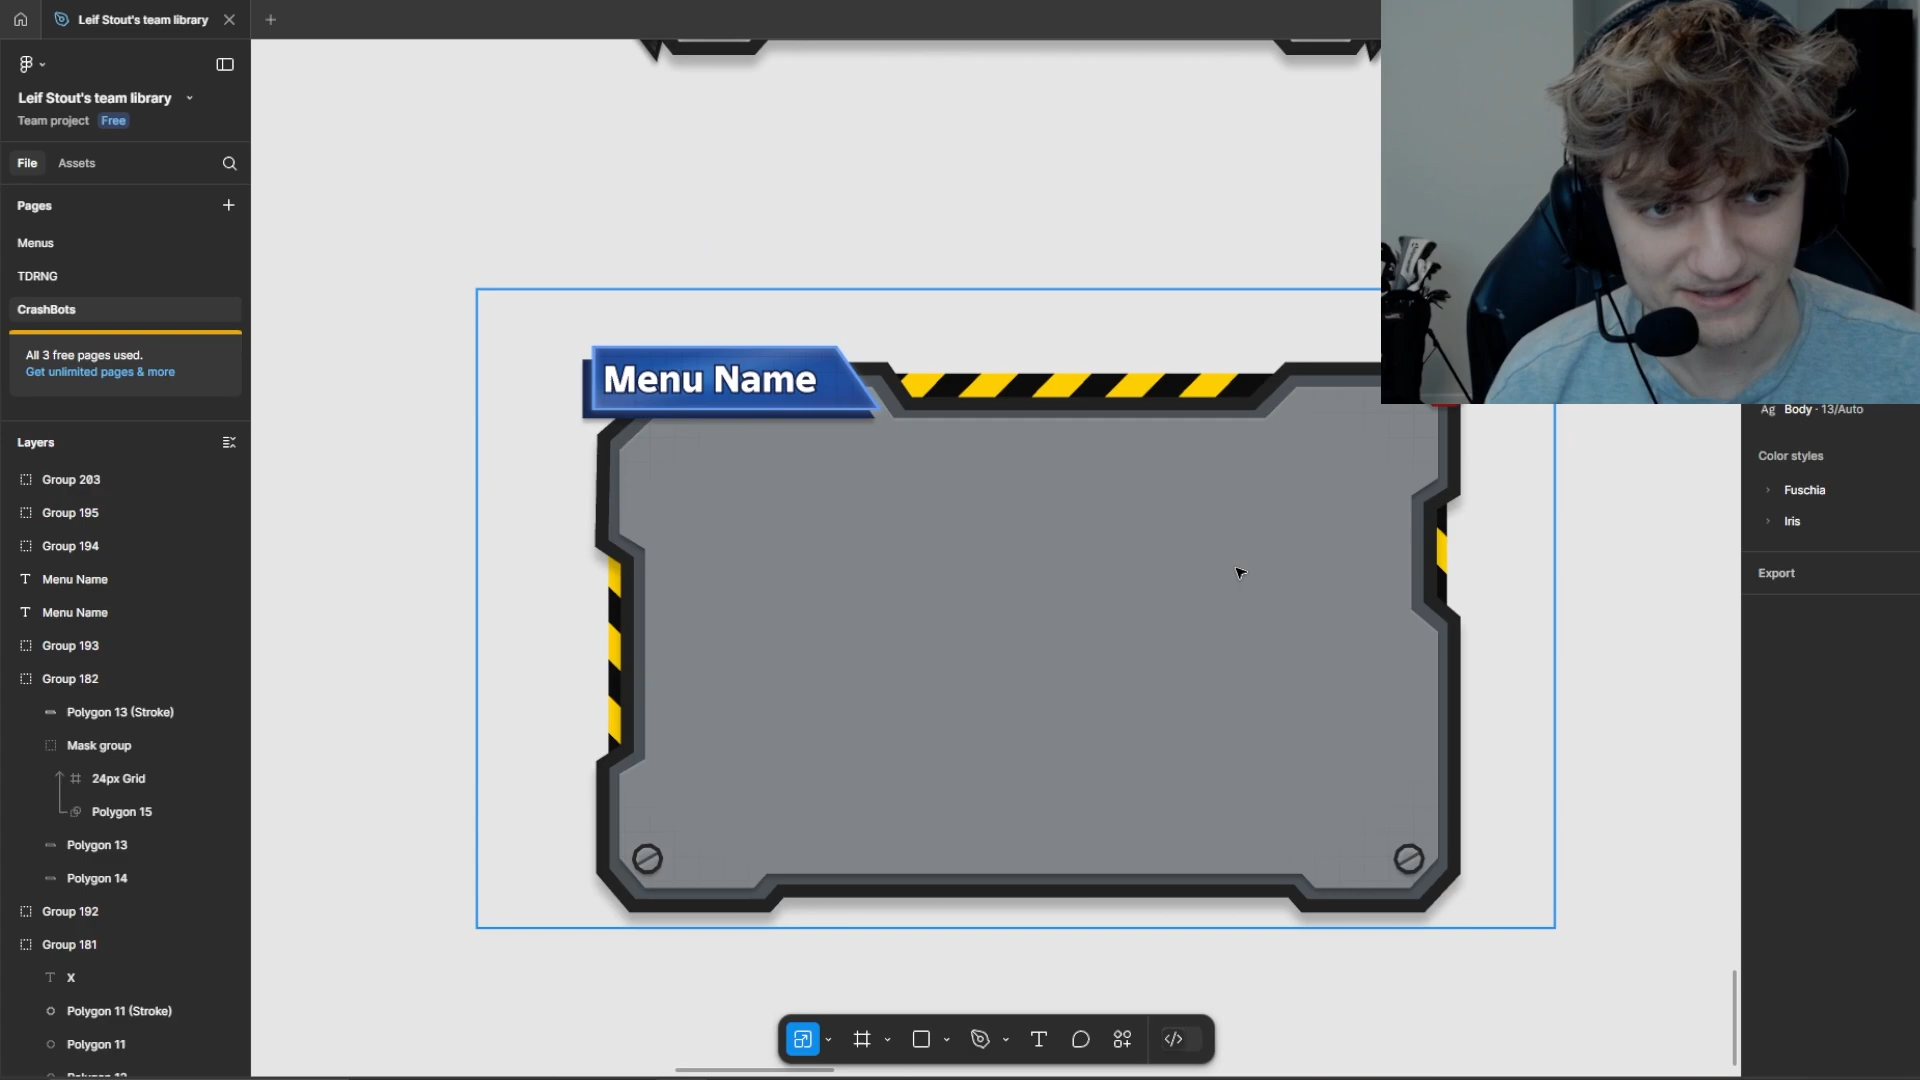 Leif Stout's team library
Leif Stout's team library
Team project Free
File Assets
Pages
Menus
TDRNG
CrashBots
All 3 free pages used.
Get unlimited pages & more
Layers
Group 203
Group 195
Group 194
Menu Name
Menu Name
Group 193
Group 182
Polygon 13 (Stroke)
Mask group
24px Grid
Polygon 15
Polygon 13
Polygon 14
Group 192
Group 181
X
Polygon 11 (Stroke)
Polygon 11
Menu Name
Ag Body · 13/Auto
Color styles
Fuschia
Iris
Export